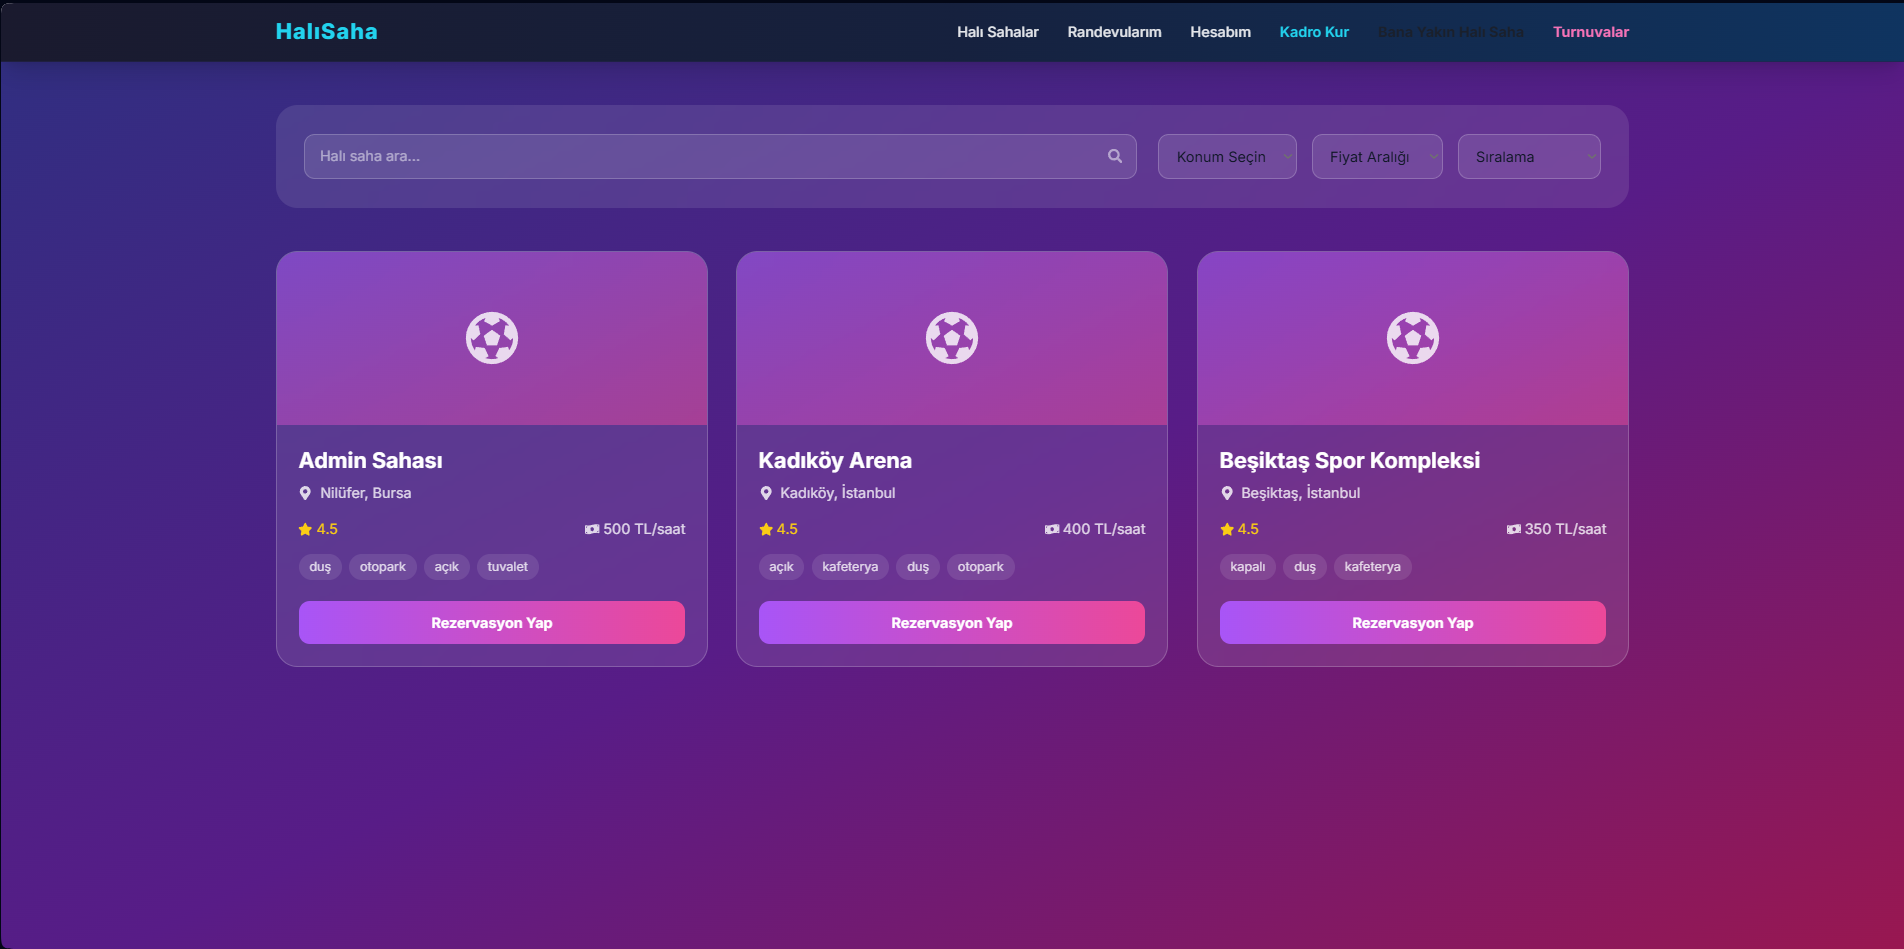 HalıSaha
Halı Sahalar Randevularım Hesabım Kadro Kur Bana Yakın Halı Saha Turnuvalar
Halı saha ara... Konum Seçin Fiyat Aralığı Sıralama
Admin Sahası
Nilüfer, Bursa
4.5 500 TL/saat
duş otopark açık tuvalet
Rezervasyon Yap
Kadıköy Arena
Kadıköy, İstanbul
4.5 400 TL/saat
açık kafeterya duş otopark
Rezervasyon Yap
Beşiktaş Spor Kompleksi
Beşiktaş, İstanbul
4.5 350 TL/saat
kapalı duş kafeterya
Rezervasyon Yap